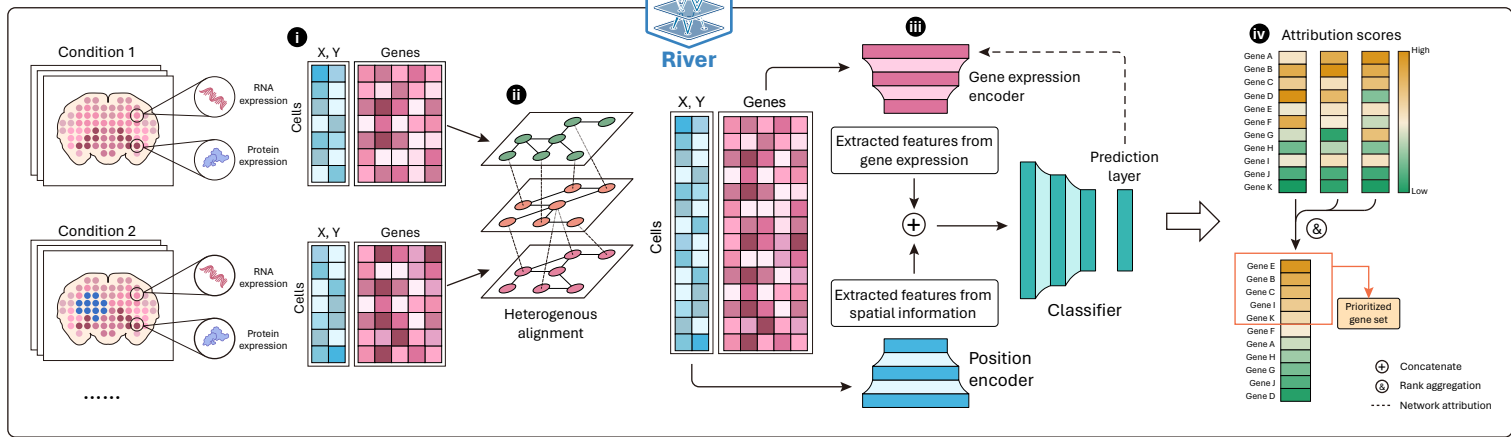 River
Condition 1
RNA
expression
Protein
expression
Condition 2
RNA
expression
Protein
expression
......
i
X, Y
Genes
Cells
X, Y
Genes
Cells
ii
Heterogenous
alignment
X, Y
Genes
Cells
iii
Gene expression
encoder
Extracted features from
gene expression
+
Extracted features from
spatial information
Position
encoder
Prediction
layer
Classifier
iv
Attribution scores
High
Low
Gene A
Gene B
Gene C
Gene D
Gene E
Gene F
Gene G
Gene H
Gene I
Gene J
Gene K
&
Gene E
Gene B
Gene C
Gene I
Gene K
Gene F
Gene A
Gene H
Gene G
Gene J
Gene D
Prioritized
gene set
+ Concatenate
& Rank aggregation
---- Network attribution